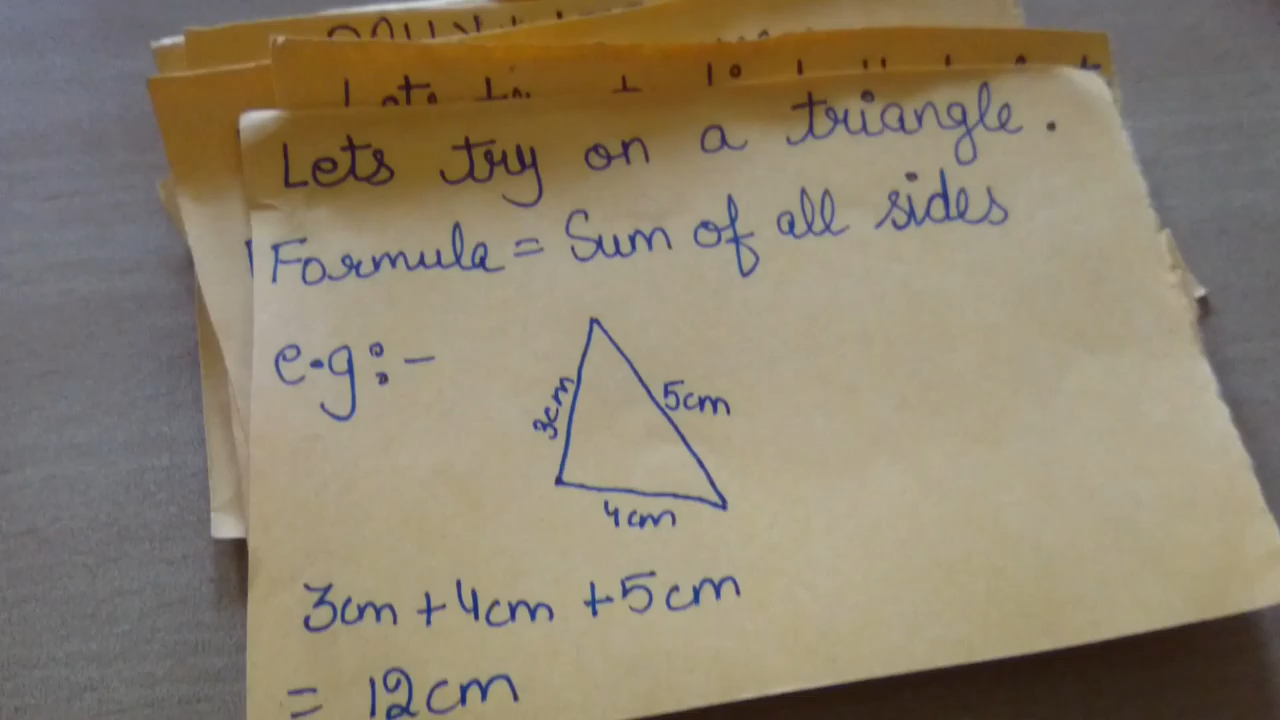 Lets try on a triangle.
Formula = Sum of all sides
e.g:-
3cm
5cm
4cm
3cm + 4cm + 5cm
= 12cm